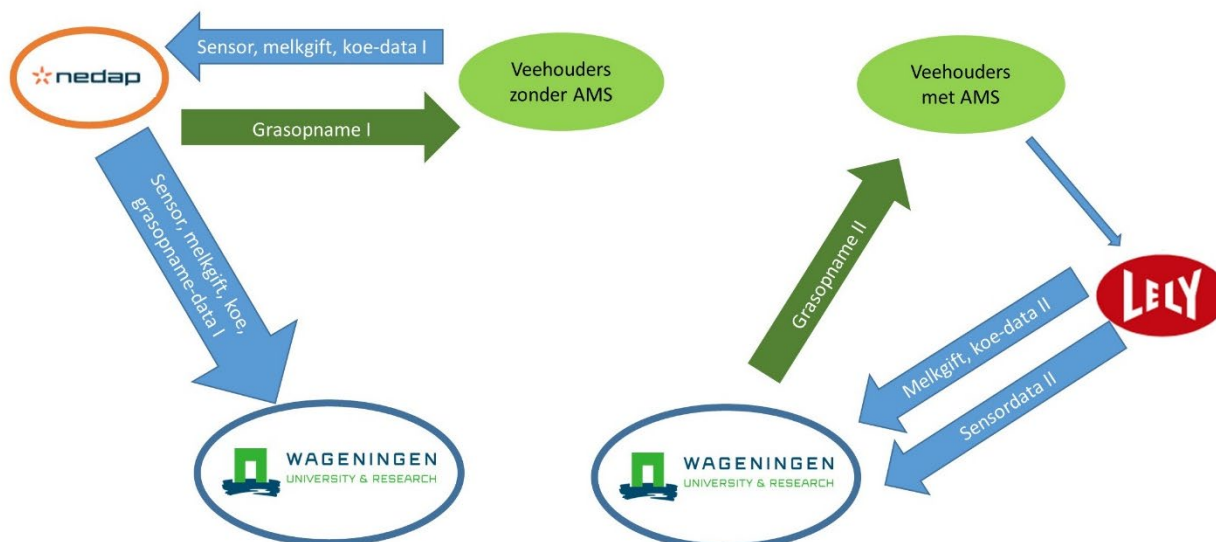 Sensor, melkgift, koe-data I
nedap
Veehouders
zonder AMS
Grasopname I
Sensor, melkgift, koe,
grasopname-data I
WAGENINGEN
UNIVERSITY & RESEARCH
Veehouders
met AMS
Grasopname II
LELY
Melkgift, koe-data II
Sensordata II
WAGENINGEN
UNIVERSITY & RESEARCH